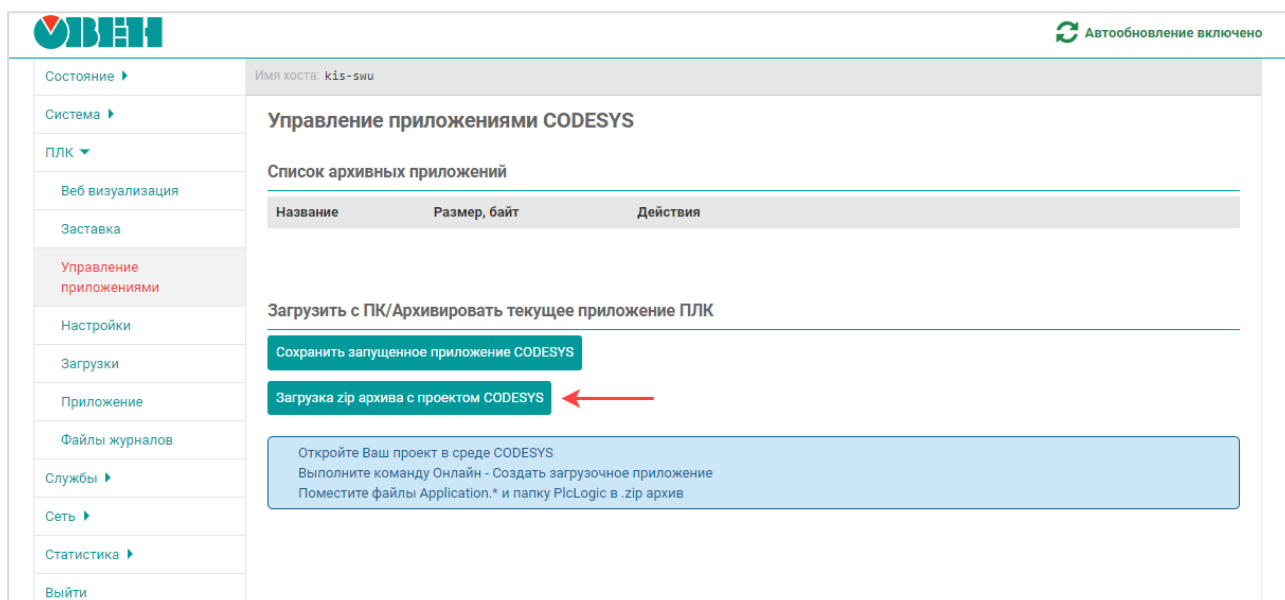 ОВЕН
Автообновление включено
Состояние
Имя хоста: kis-swu
Система
Управление приложениями CODESYS
ПЛК
Список архивных приложений
Веб визуализация
Название Размер, байт Действия
Заставка
Управление
приложениями
Загрузить с ПК/Архивировать текущее приложение ПЛК
Настройки
Сохранить запущенное приложение CODESYS
Загрузки
Загрузка zip архива с проектом CODESYS
Приложение
Файлы журналов
Откройте Ваш проект в среде CODESYS
Выполните команду Онлайн - Создать загрузочное приложение
Поместите файлы Application.* и папку PlcLogic в .zip архив
Службы
Сеть
Статистика
Выйти